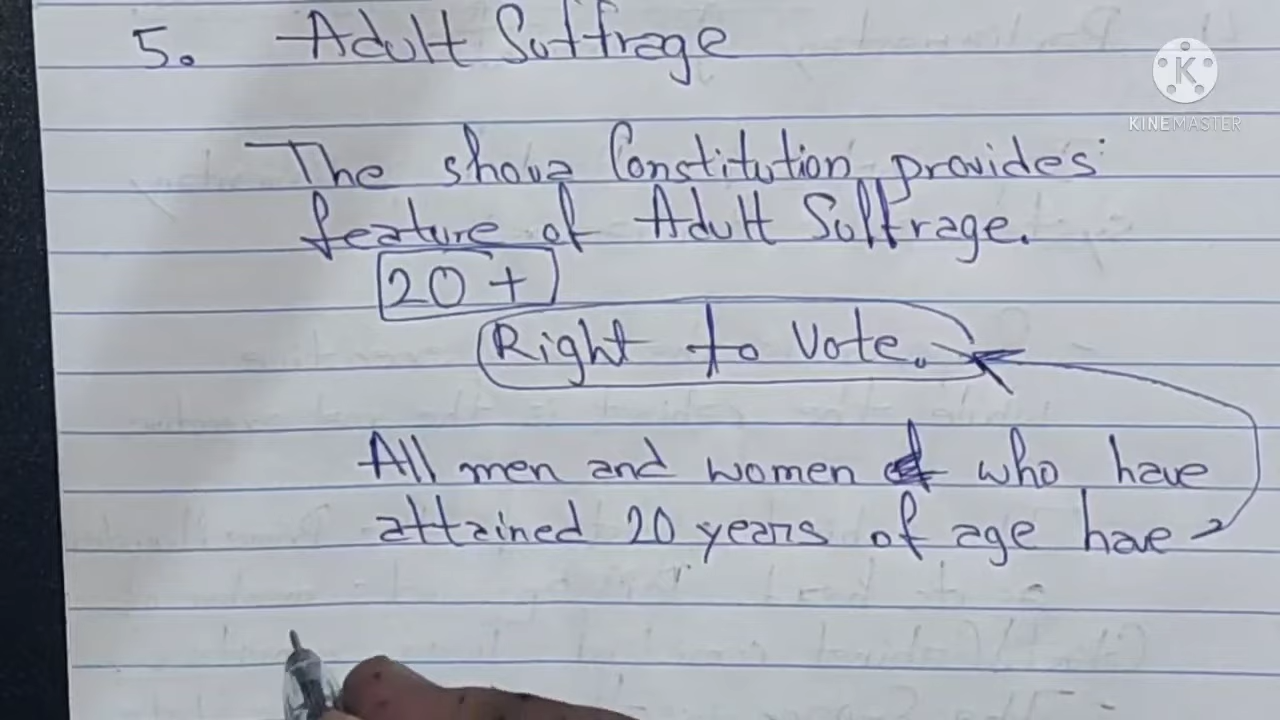 5. Adult Suffrage
K
KINEMASTER
The showa Constitution provides
feature of Adult Suffrage.
20 +
Right to Vote.
All men and women who have
attained 20 years of age have